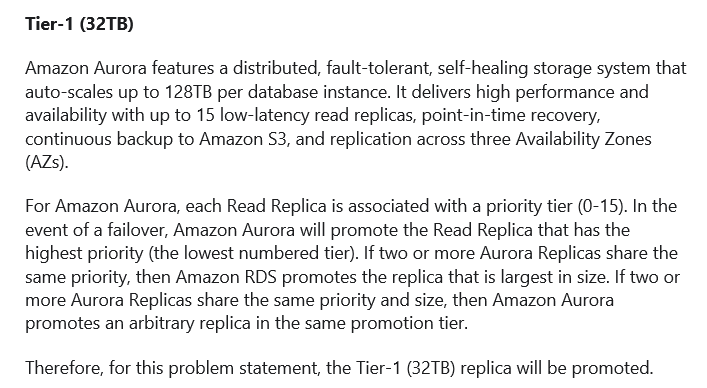 Tier-1 (32TB)
Amazon Aurora features a distributed, fault-tolerant, self-healing storage system that
auto-scales up to 128TB per database instance. It delivers high performance and
availability with up to 15 low-latency read replicas, point-in-time recovery,
continuous backup to Amazon S3, and replication across three Availability Zones
(AZs).
For Amazon Aurora, each Read Replica is associated with a priority tier (0-15). In the
event of a failover, Amazon Aurora will promote the Read Replica that has the
highest priority (the lowest numbered tier). If two or more Aurora Replicas share the
same priority, then Amazon RDS promotes the replica that is largest in size. If two or
more Aurora Replicas share the same priority and size, then Amazon Aurora
promotes an arbitrary replica in the same promotion tier.
Therefore, for this problem statement, the Tier-1 (32TB) replica will be promoted.